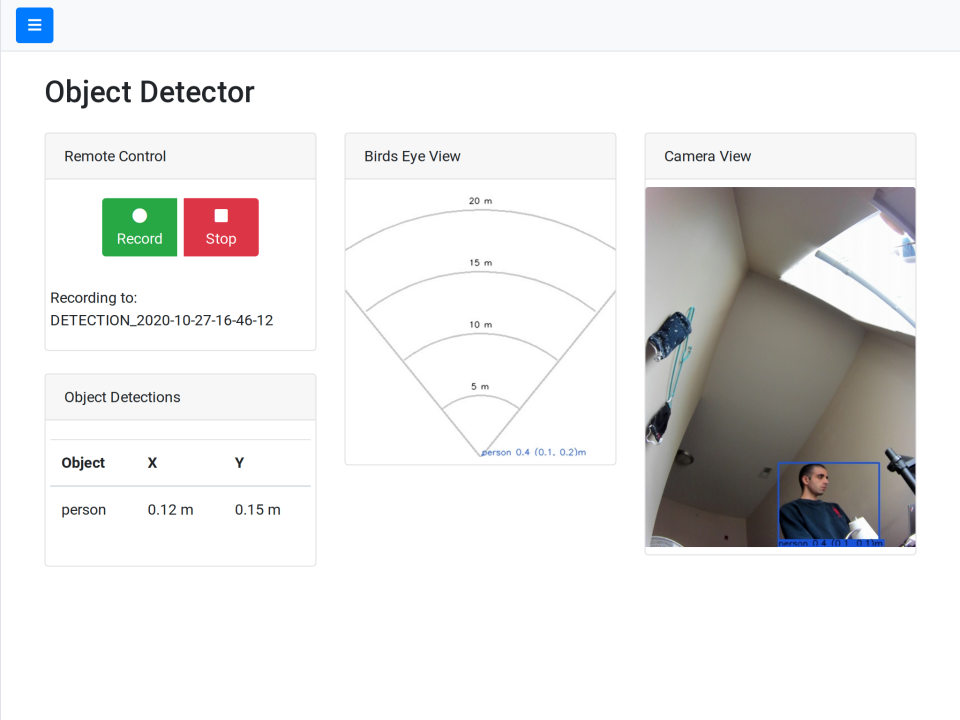 Object Detector
Remote Control
Record
Stop
Recording to:
DETECTION_2020-10-27-16-46-12
Object Detections
Object X Y
person 0.12 m 0.15 m
Birds Eye View
20 m
15 m
10 m
5 m
person 0.4 (0.1, 0.2)m
Camera View
person 0.4 (0.1, 0.1)m